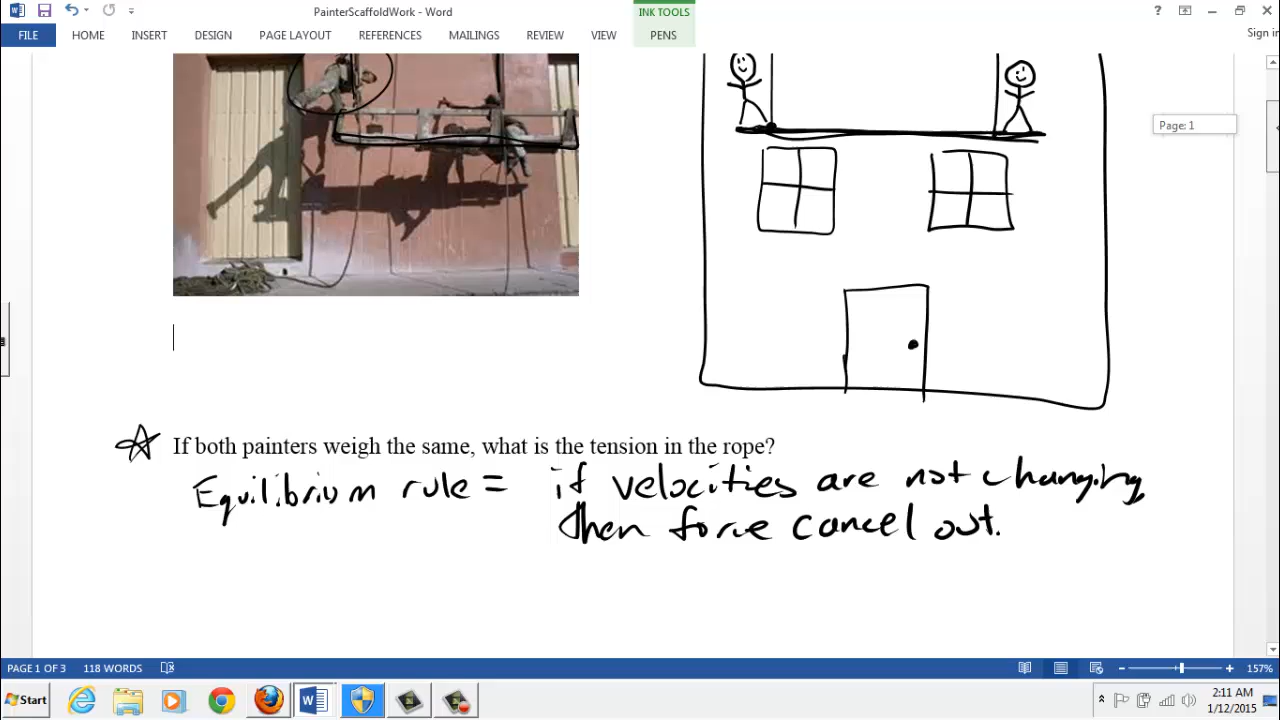 PainterScaffoldWork - Word
INK TOOLS
?
FILE
HOME
INSERT
DESIGN
PAGE LAYOUT
REFERENCES
MAILINGS
REVIEW
VIEW
PENS
Sign in
Page: 1
If both painters weigh the same, what is the tension in the rope?
Equilibrium rule = if velocities are not changing
then force cancel out.
PAGE 1 OF 3
118 WORDS
157%
Start
2:11 AM
1/12/2015